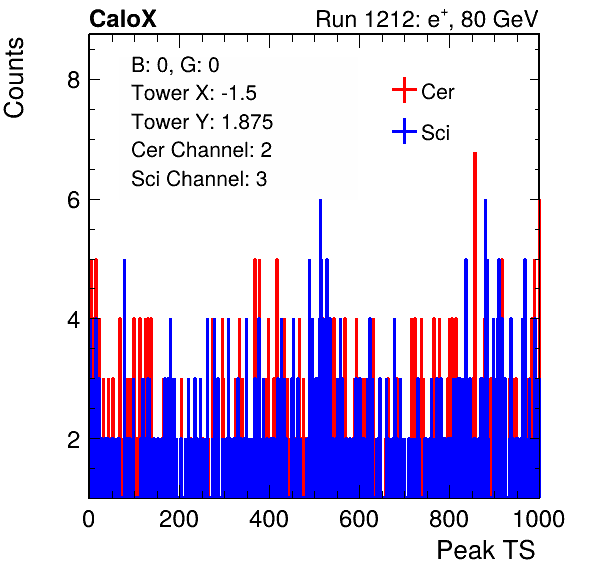 CaloX Run 1212: e⁺, 80 GeV
Counts
B: 0, G: 0
Tower X: -1.5
Tower Y: 1.875
Cer Channel: 2
Sci Channel: 3
Cer
Sci
8
6
4
2
0 200 400 600 800 1000
Peak TS